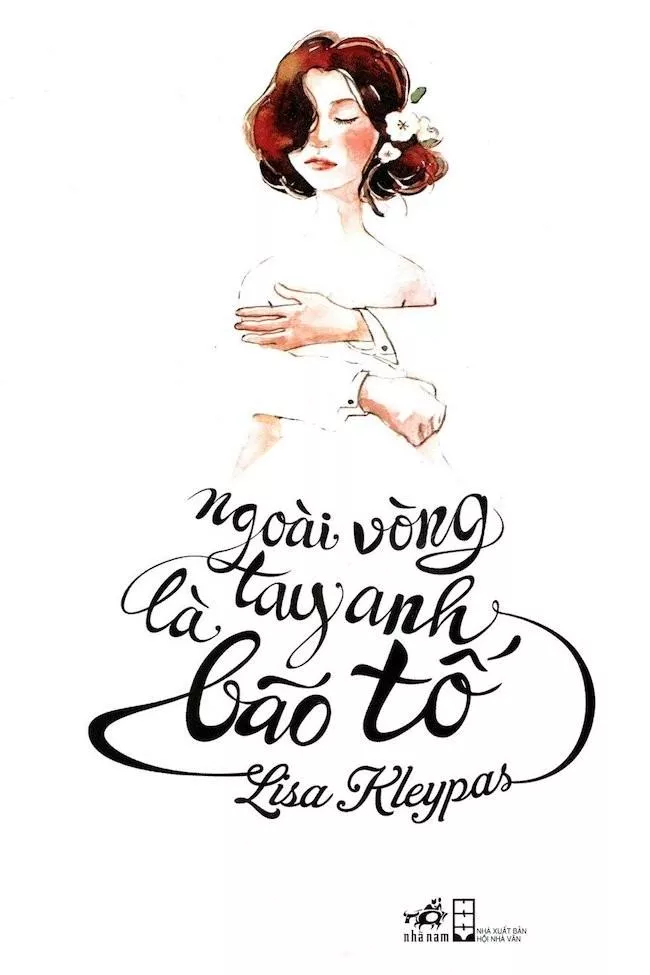 ngoài vòng
tay anh
là
bão tố
Lisa Kleypas
nhã nam
NHÀ XUẤT BẢN
HỘI NHÀ VĂN